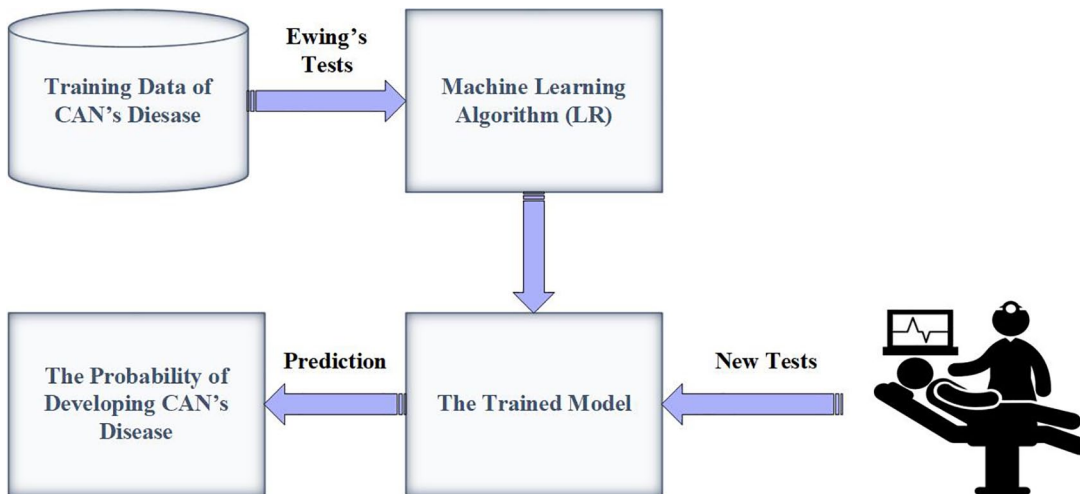 Ewing's
Tests
Training Data of
CAN's Diesase
Machine Learning
Algorithm (LR)
The Probability of
Developing CAN's
Disease
Prediction
The Trained Model
New Tests